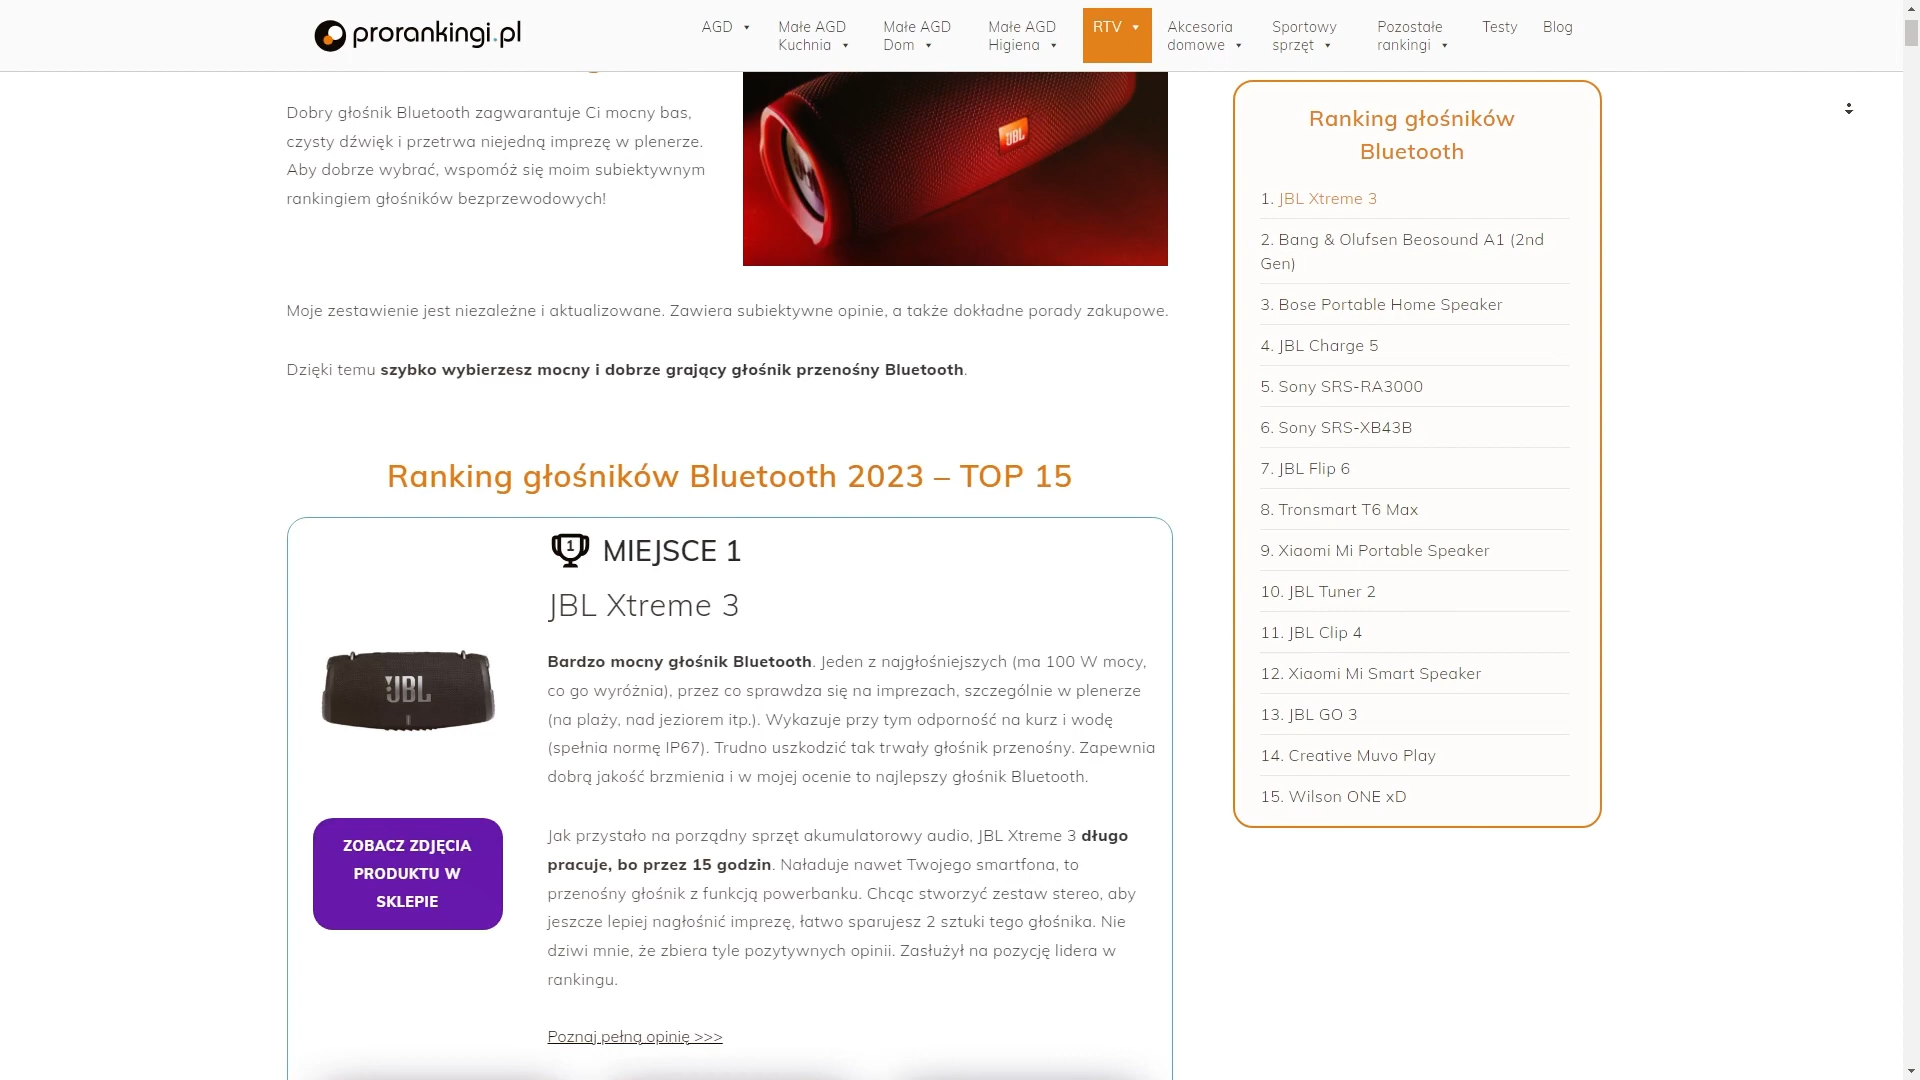 prorankingi.pl
AGD
Małe AGD
Kuchnia
Małe AGD
Dom
Małe AGD
Higiena
RTV
Akcesoria
domowe
Sportowy
sprzęt
Pozostałe
rankingi
Testy
Blog
Dobry głośnik Bluetooth zagwarantuje Ci mocny bas,
czysty dźwięk i przetrwa niejedną imprezę w plenerze.
Aby dobrze wybrać, wspomóż się moim subiektywnym
rankingiem głośników bezprzewodowych!
JBL
Moje zestawienie jest niezależne i aktualizowane. Zawiera subiektywne opinie, a także dokładne porady zakupowe.
Dzięki temu szybko wybierzesz mocny i dobrze grający głośnik przenośny Bluetooth.
Ranking głośników Bluetooth 2023 – TOP 15
1
MIEJSCE 1
JBL Xtreme 3
JBL
Bardzo mocny głośnik Bluetooth. Jeden z najgłośniejszych (ma 100 W mocy,
co go wyróżnia), przez co sprawdza się na imprezach, szczególnie w plenerze
(na plaży, nad jeziorem itp.). Wykazuje przy tym odporność na kurz i wodę
(spełnia normę IP67). Trudno uszkodzić tak trwały głośnik przenośny. Zapewnia
dobrą jakość brzmienia i w mojej ocenie to najlepszy głośnik Bluetooth.
ZOBACZ ZDJĘCIA
PRODUKTU W
SKLEPIE
Jak przystało na porządny sprzęt akumulatorowy audio, JBL Xtreme 3 długo
pracuje, bo przez 15 godzin. Naładuje nawet Twojego smartfona, to
przenośny głośnik z funkcją powerbanku. Chcąc stworzyć zestaw stereo, aby
jeszcze lepiej nagłośnić imprezę, łatwo sparujesz 2 sztuki tego głośnika. Nie
dziwi mnie, że zbiera tyle pozytywnych opinii. Zasłużył na pozycję lidera w
rankingu.
Poznaj pełną opinię >>>
Ranking głośników
Bluetooth
1. JBL Xtreme 3
2. Bang & Olufsen Beosound A1 (2nd
Gen)
3. Bose Portable Home Speaker
4. JBL Charge 5
5. Sony SRS-RA3000
6. Sony SRS-XB43B
7. JBL Flip 6
8. Tronsmart T6 Max
9. Xiaomi Mi Portable Speaker
10. JBL Tuner 2
11. JBL Clip 4
12. Xiaomi Mi Smart Speaker
13. JBL GO 3
14. Creative Muvo Play
15. Wilson ONE xD